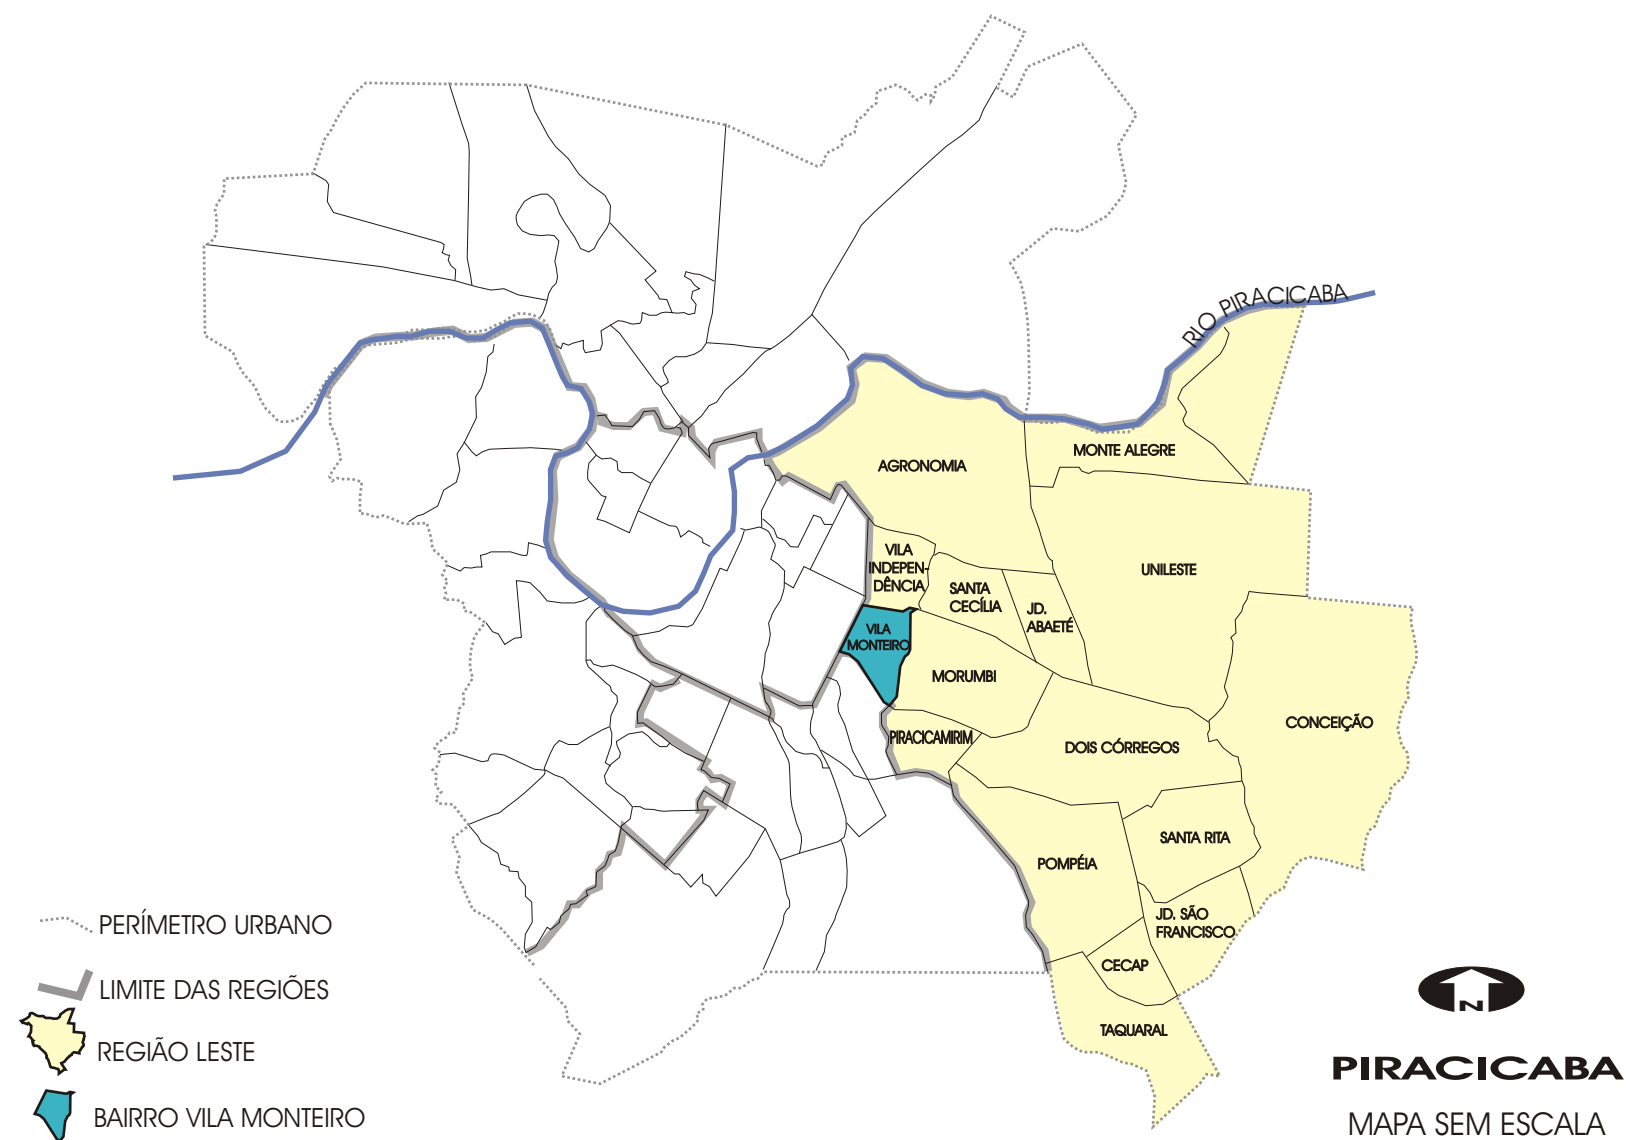 RIO PIRACICABA
MONTE ALEGRE
AGRONOMIA
VILA
INDEPEN-
DÊNCIA
UNILESTE
SANTA
CECÍLIA
JD.
ABAETÉ
VILA
MONTEIRO
MORUMBI
CONCEIÇÃO
PIRACICAMIRIM
DOIS CÓRREGOS
SANTA RITA
POMPÉIA
JD. SÃO
FRANCISCO
CECAP
TAQUARAL
PERÍMETRO URBANO
LIMITE DAS REGIÕES
REGIÃO LESTE
BAIRRO VILA MONTEIRO
N
PIRACICABA
MAPA SEM ESCALA